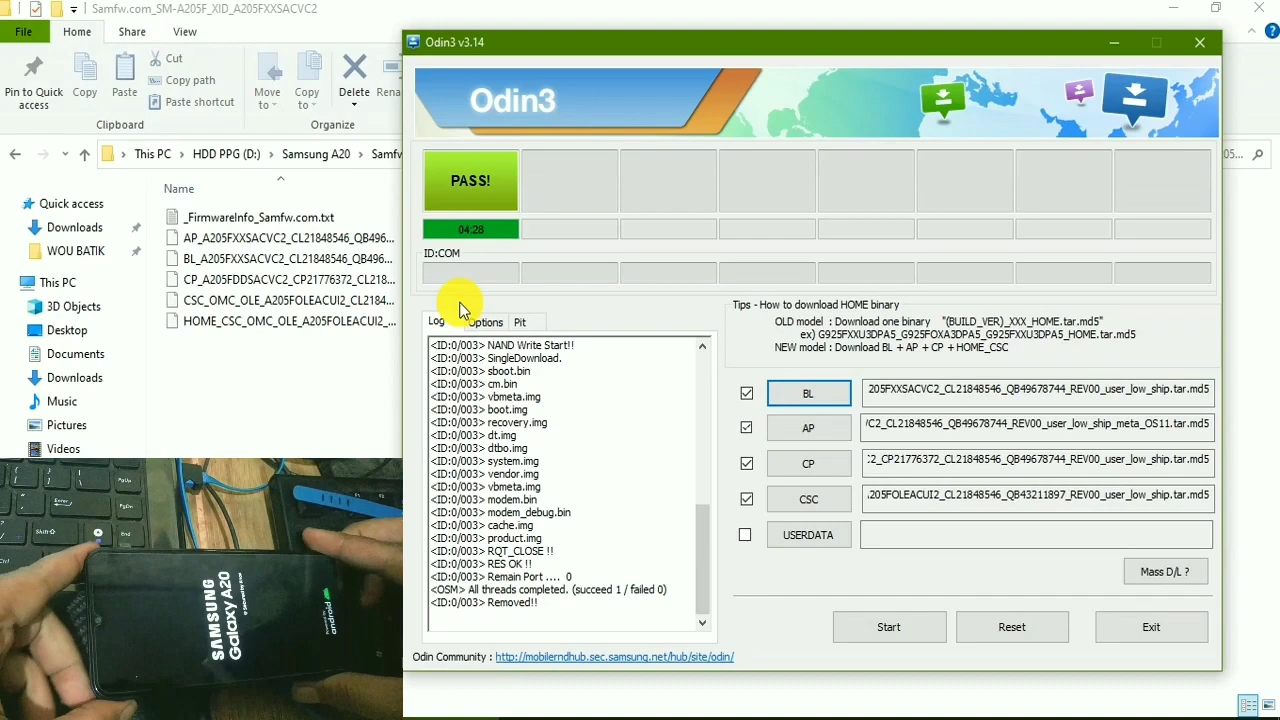 Samfw.com_SM-A205F_XID_A205FXXSACVC2
File Home Share View
Pin to Quick access
Copy
Paste
Cut
Copy path
Paste shortcut
Move to
Copy to
Delete
Clipboard
Organize
This PC > HDD PPG (D:) > Samsung A20 >
Name
Quick access
Downloads
WOU BATIK
This PC
3D Objects
Desktop
Documents
Downloads
Music
Pictures
Videos
_FirmwareInfo_Samfw.com.txt
AP_A205FXXSACVC2_CL21848546_QB496...
BL_A205FXXSACVC2_CL21848546_QB496...
CP_A205FDDSACVC2_CP21776372_CL218...
CSC_OMC_OLE_A205FOLEACUI2_CL2184...
HOME_CSC_OMC_OLE_A205FOLEACUI2_...
Odin3 v3.14
Odin3
PASS!
04:28
ID:COM
Log Options Pit
<ID:0/003> NAND Write Start!!
<ID:0/003> SingleDownload.
<ID:0/003> sboot.bin
<ID:0/003> cm.bin
<ID:0/003> vbmeta.img
<ID:0/003> boot.img
<ID:0/003> recovery.img
<ID:0/003> dt.img
<ID:0/003> dtbo.img
<ID:0/003> system.img
<ID:0/003> vendor.img
<ID:0/003> vbmeta.img
<ID:0/003> modem.bin
<ID:0/003> modem_debug.bin
<ID:0/003> cache.img
<ID:0/003> product.img
<ID:0/003> RQT_CLOSE !!
<ID:0/003> RES OK !!
<ID:0/003> Remain Port .... 0
<OSM> All threads completed. (succeed 1 / failed 0)
<ID:0/003> Removed!!
Tips - How to download HOME binary
OLD model : Download one binary "(BUILD_VER)_XXX_HOME.tar.md5"
ex) G925FXXU3DPA5_G925FOXA3DPA5_G925FXXU3DPA5_HOME.tar.md5
NEW model : Download BL + AP + CP + HOME_CSC
BL 205FXXSACVC2_CL21848546_QB49678744_REV00_user_low_ship.tar.md5
AP /C2_CL21848546_QB49678744_REV00_user_low_ship_meta_OS11.tar.md5
CP C2_CP21776372_CL21848546_QB49678744_REV00_user_low_ship.tar.md5
CSC 205FOLEACUI2_CL21848546_QB43211897_REV00_user_low_ship.tar.md5
USERDATA
Mass D/L ?
Start Reset Exit
Odin Community : http://mobilerndhub.sec.samsung.net/hub/site/odin/
SAMSUNG
Galaxy A20
android